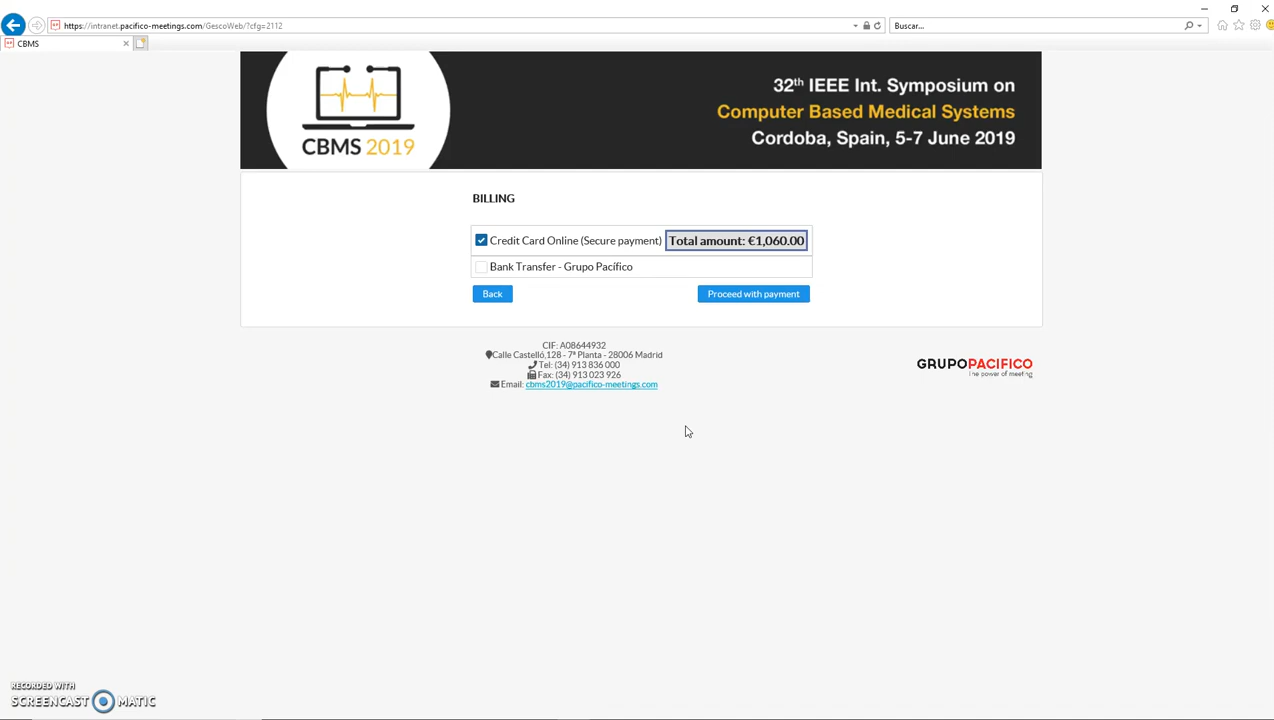 https://intranet.pacifico-meetings.com/GescoWeb/?cfg=2112
Buscar...
CBMS
CBMS 2019
32th IEEE Int. Symposium on
Computer Based Medical Systems
Cordoba, Spain, 5-7 June 2019
BILLING
Credit Card Online (Secure payment) Total amount: €1,060.00
Bank Transfer - Grupo Pacífico
Back
Proceed with payment
CIF: A08644932
Calle Castelló,128 - 7ª Planta - 28006 Madrid
Tel: (34) 913 836 000
Fax: (34) 913 023 926
Email: cbms2019@pacifico-meetings.com
GRUPOPACIFICO
The power of meeting
RECORDED WITH
SCREENCAST MATIC